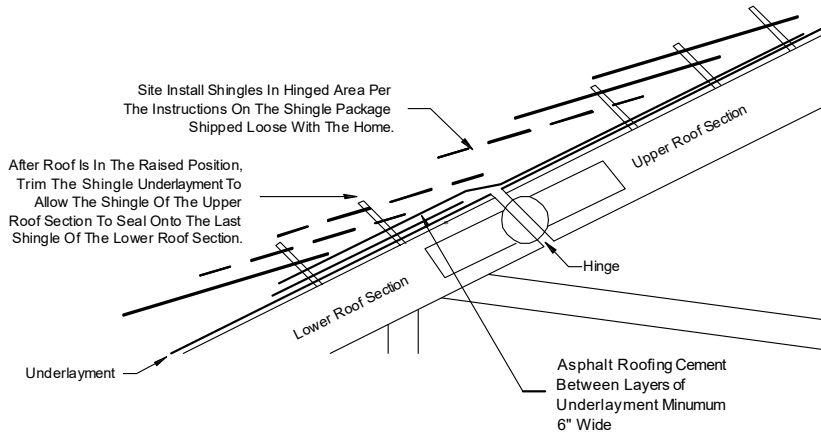 Site Install Shingles In Hinged Area Per
The Instructions On The Shingle Package
Shipped Loose With The Home.
After Roof Is In The Raised Position,
Trim The Shingle Underlayment To
Allow The Shingle Of The Upper
Roof Section To Seal Onto The Last
Shingle Of The Lower Roof Section.
Upper Roof Section
Hinge
Lower Roof Section
Underlayment
Asphalt Roofing Cement
Between Layers of
Underlayment Minumum
6" Wide